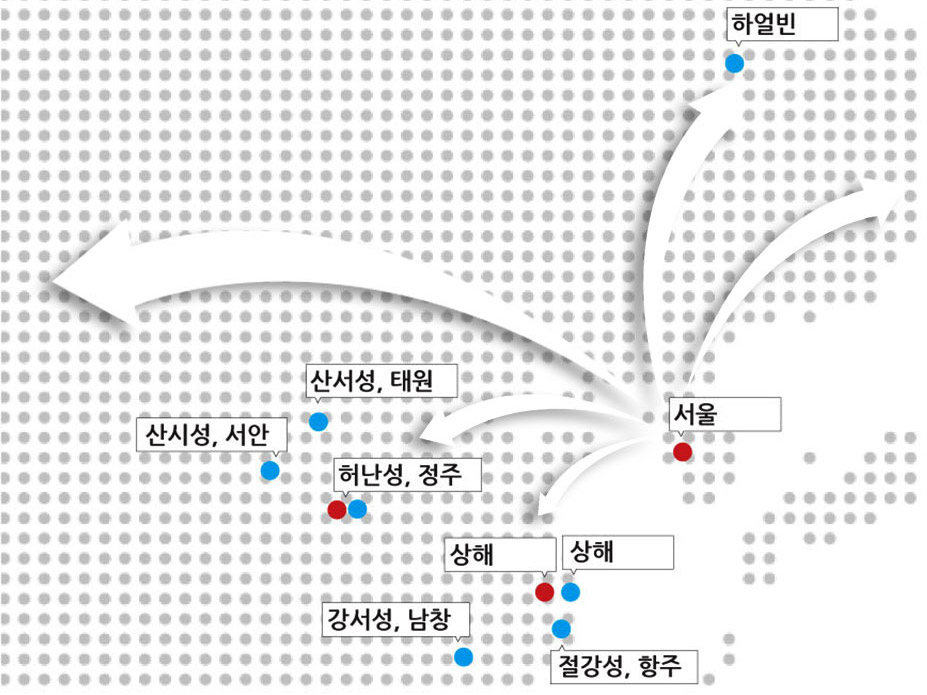 하얼빈
산서성, 태원
서울
산시성, 서안
허난성, 정주
상해
상해
강서성, 남창
절강성, 항주